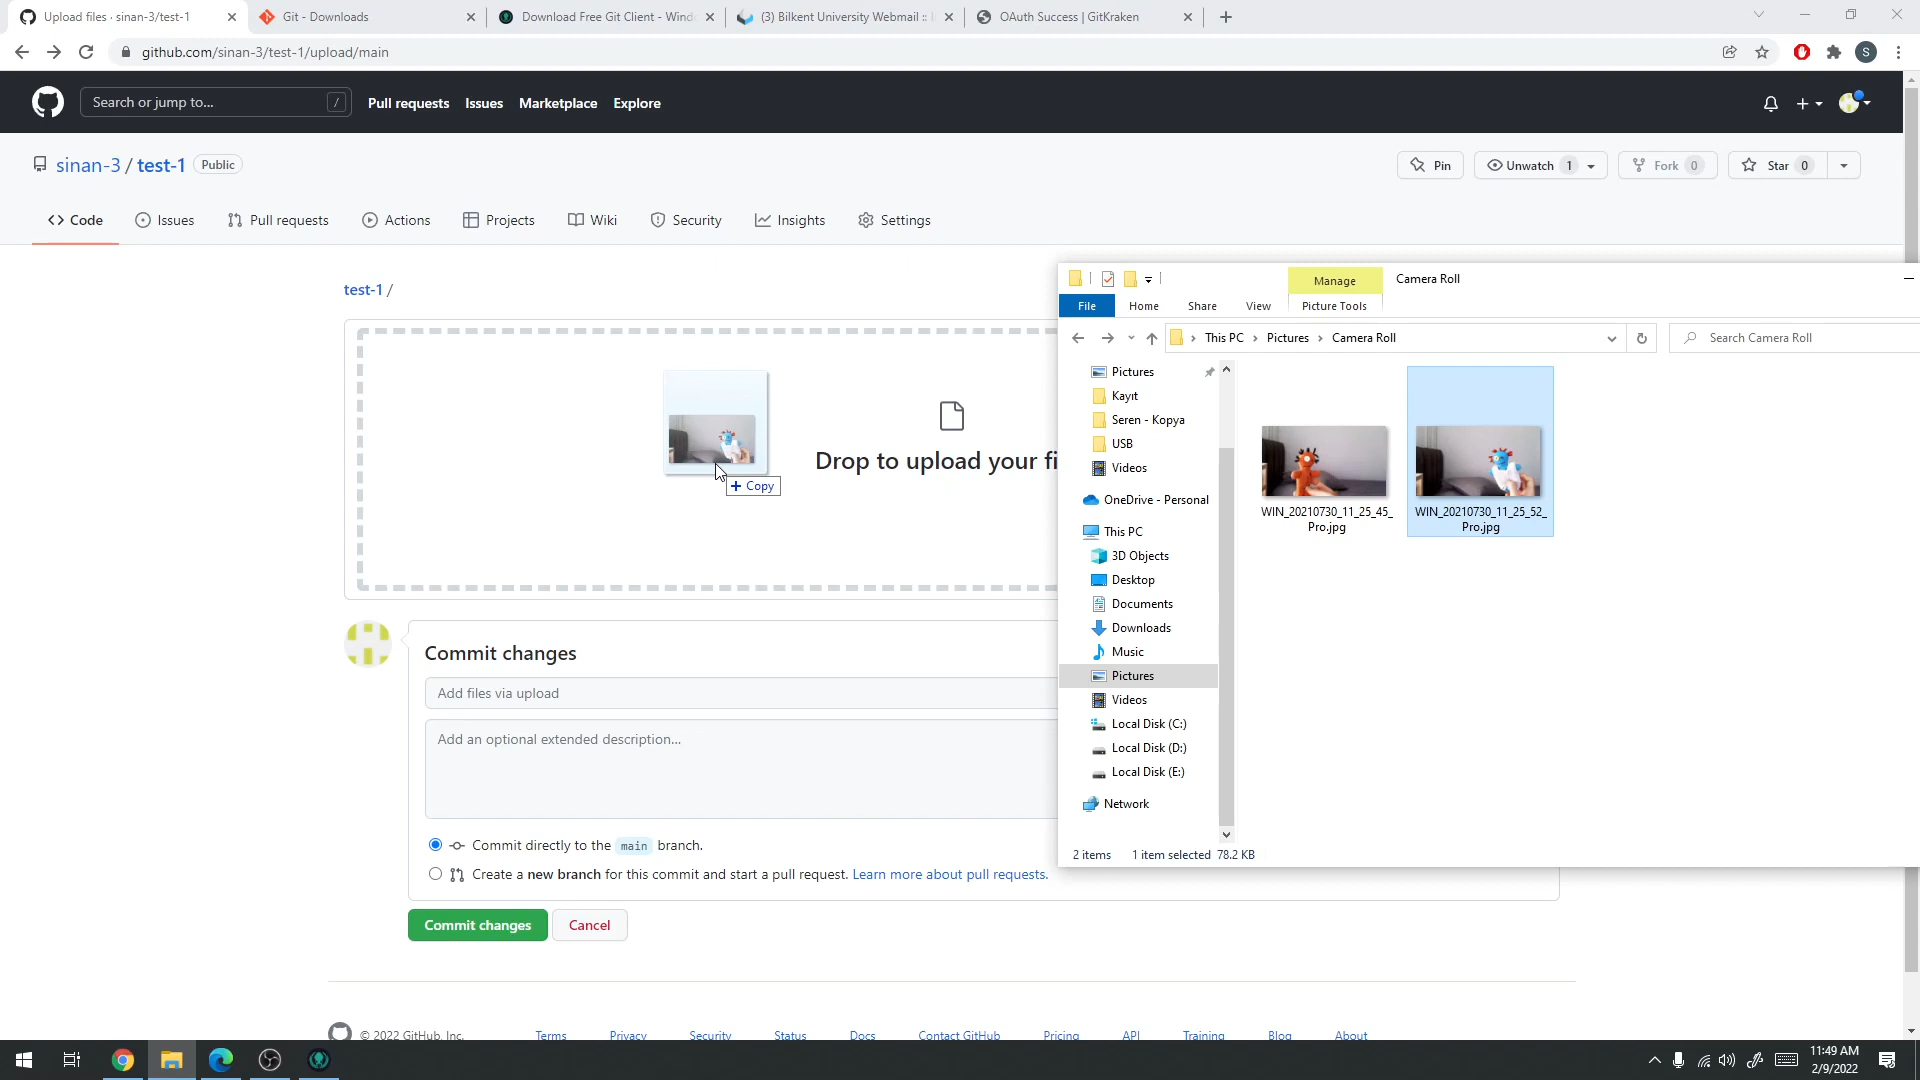 Upload files · sinan-3/test-1
Git - Downloads
Download Free Git Client - Wind
(3) Bilkent University Webmail ::
OAuth Success | GitKraken
github.com/sinan-3/test-1/upload/main
S
Search or jump to...
/
Pull requests
Issues
Marketplace
Explore
sinan-3 / test-1
Public
Pin
Unwatch 1
Fork 0
Star 0
Code
Issues
Pull requests
Actions
Projects
Wiki
Security
Insights
Settings
test-1 /
Drop to upload your fi
+ Copy
Commit changes
Add files via upload
Add an optional extended description...
Commit directly to the main branch.
Create a new branch for this commit and start a pull request. Learn more about pull requests.
Commit changes
Cancel
© 2022 GitHub, Inc.
Terms
Privacy
Security
Status
Docs
Contact GitHub
Pricing
API
Training
Blog
About
Manage
Camera Roll
File
Home
Share
View
Picture Tools
This PC
Pictures
Camera Roll
Search Camera Roll
Pictures
Kayıt
Seren - Kopya
USB
Videos
OneDrive - Personal
This PC
3D Objects
Desktop
Documents
Downloads
Music
Pictures
Videos
Local Disk (C:)
Local Disk (D:)
Local Disk (E:)
Network
WIN_20210730_11_25_45_
Pro.jpg
WIN_20210730_11_25_52_
Pro.jpg
2 items
1 item selected 78.2 KB
11:49 AM
2/9/2022